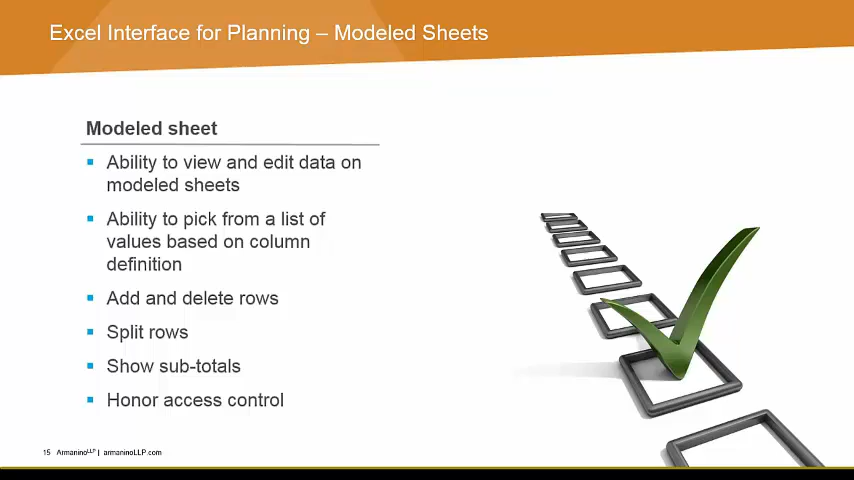 Excel Interface for Planning – Modeled Sheets
Modeled sheet
Ability to view and edit data on
modeled sheets
Ability to pick from a list of
values based on column
definition
Add and delete rows
Split rows
Show sub-totals
Honor access control
15 ArmaninoLLP | armaninoLLP.com